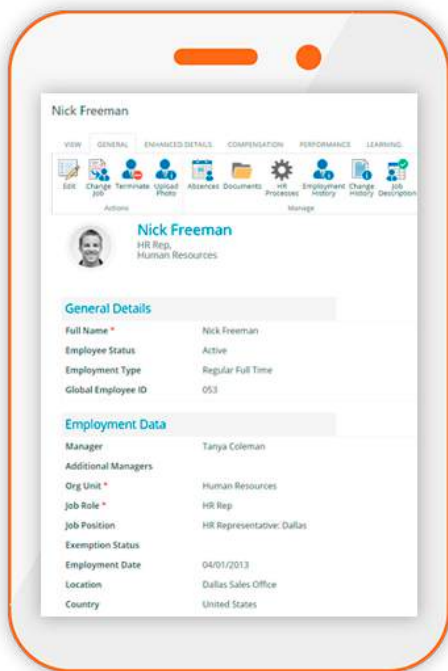 Nick Freeman
VIEW GENERAL ENHANCED DETAILS COMPENSATION PERFORMANCE LEARNING
Edit Change Job Terminate Upload Photo Absences Documents HR Processes Employment History Change History Job Description
Actions Manage
Nick Freeman
HR Rep,
Human Resources
General Details
Full Name * Nick Freeman
Employee Status Active
Employment Type Regular Full Time
Global Employee ID 053
Employment Data
Manager Tanya Coleman
Additional Managers
Org Unit * Human Resources
Job Role * HR Rep
Job Position HR Representative: Dallas
Exemption Status
Employment Date 04/01/2013
Location Dallas Sales Office
Country United States